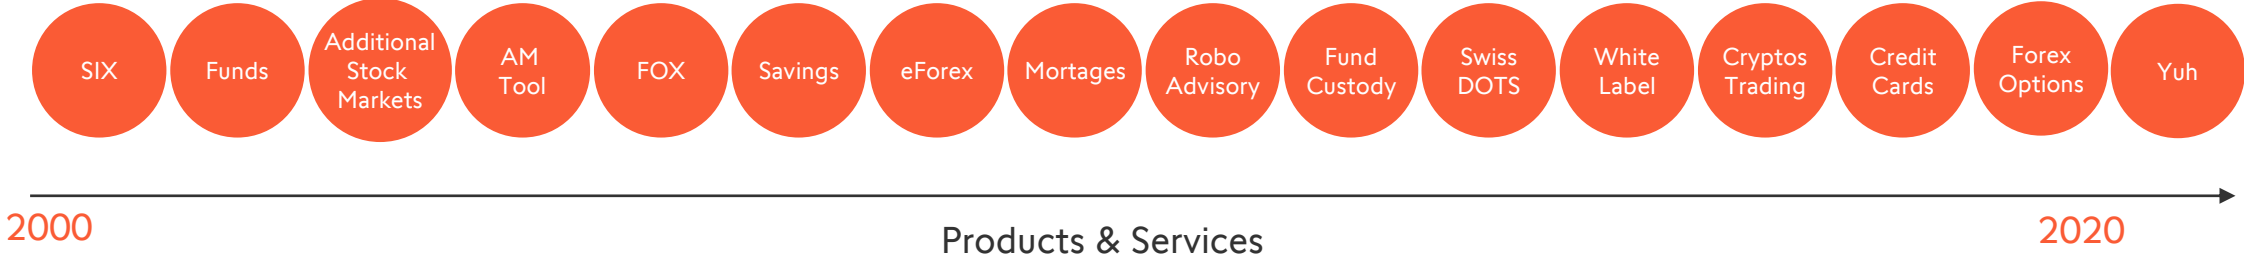 SIX
Funds
Additional
Stock
Markets
AM
Tool
FOX
Savings
eForex
Mortages
Robo
Advisory
Fund
Custody
Swiss
DOTS
White
Label
Cryptos
Trading
Credit
Cards
Forex
Options
Yuh
2000
Products & Services
2020